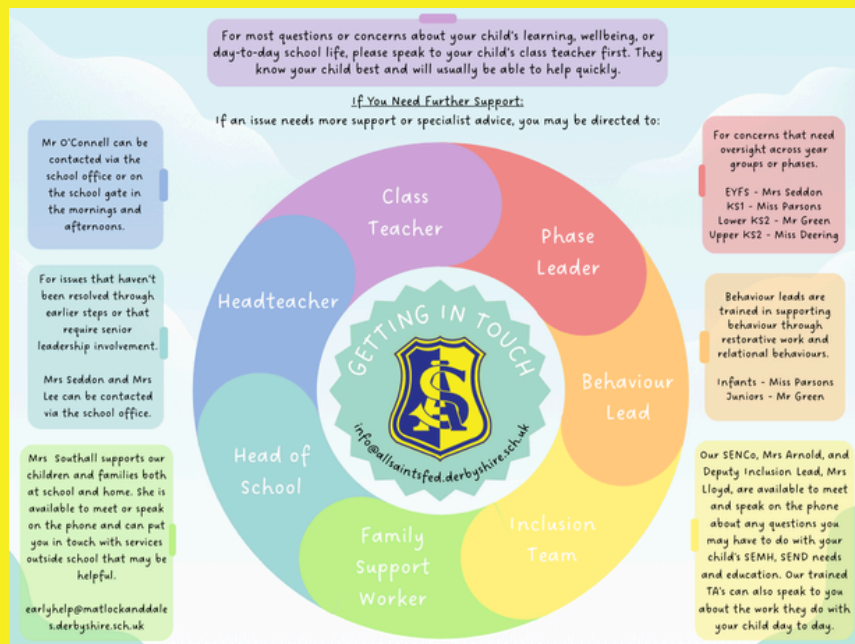 For most questions or concerns about your child's learning, wellbeing, or
day-to-day school life, please speak to your child's class teacher first. They
know your child best and will usually be able to help quickly.
If You Need Further Support:
If an issue needs more support or specialist advice, you may be directed to:
Mr O'Connell can be
contacted via the
school office or on
the school gate in
the mornings and
afternoons.
For issues that haven't
been resolved through
earlier steps or that
require senior
leadership involvement.
Mrs Seddon and Mrs
Lee can be contacted
via the school office.
Mrs Southall supports our
children and families both
at school and home. She is
available to meet or speak
on the phone and can put
you in touch with services
outside school that may be
helpful.
earlyhelp@matlockanddale
s.derbyshire.sch.uk
Class
Teacher
Phase
Leader
Behaviour
Lead
Inclusion
Team
Family
Support
Worker
Head of
School
Headteacher
GETTING IN TOUCH
info@allsaintsfed.derbyshire.sch.uk
For concerns that need
oversight across year
groups or phases.
EYFS - Mrs Seddon
KS1 - Miss Parsons
Lower KS2 - Mr Green
Upper KS2 - Miss Deering
Behaviour leads are
trained in supporting
behaviour through
restorative work and
relational behaviours.
Infants - Miss Parsons
Juniors - Mr Green
Our SENCo, Mrs Arnold, and
Deputy Inclusion Lead, Mrs
Lloyd, are available to meet
and speak on the phone
about any questions you
may have to do with your
child's SEMH, SEND needs
and education. Our trained
TA's can also speak to you
about the work they do with
your child day to day.